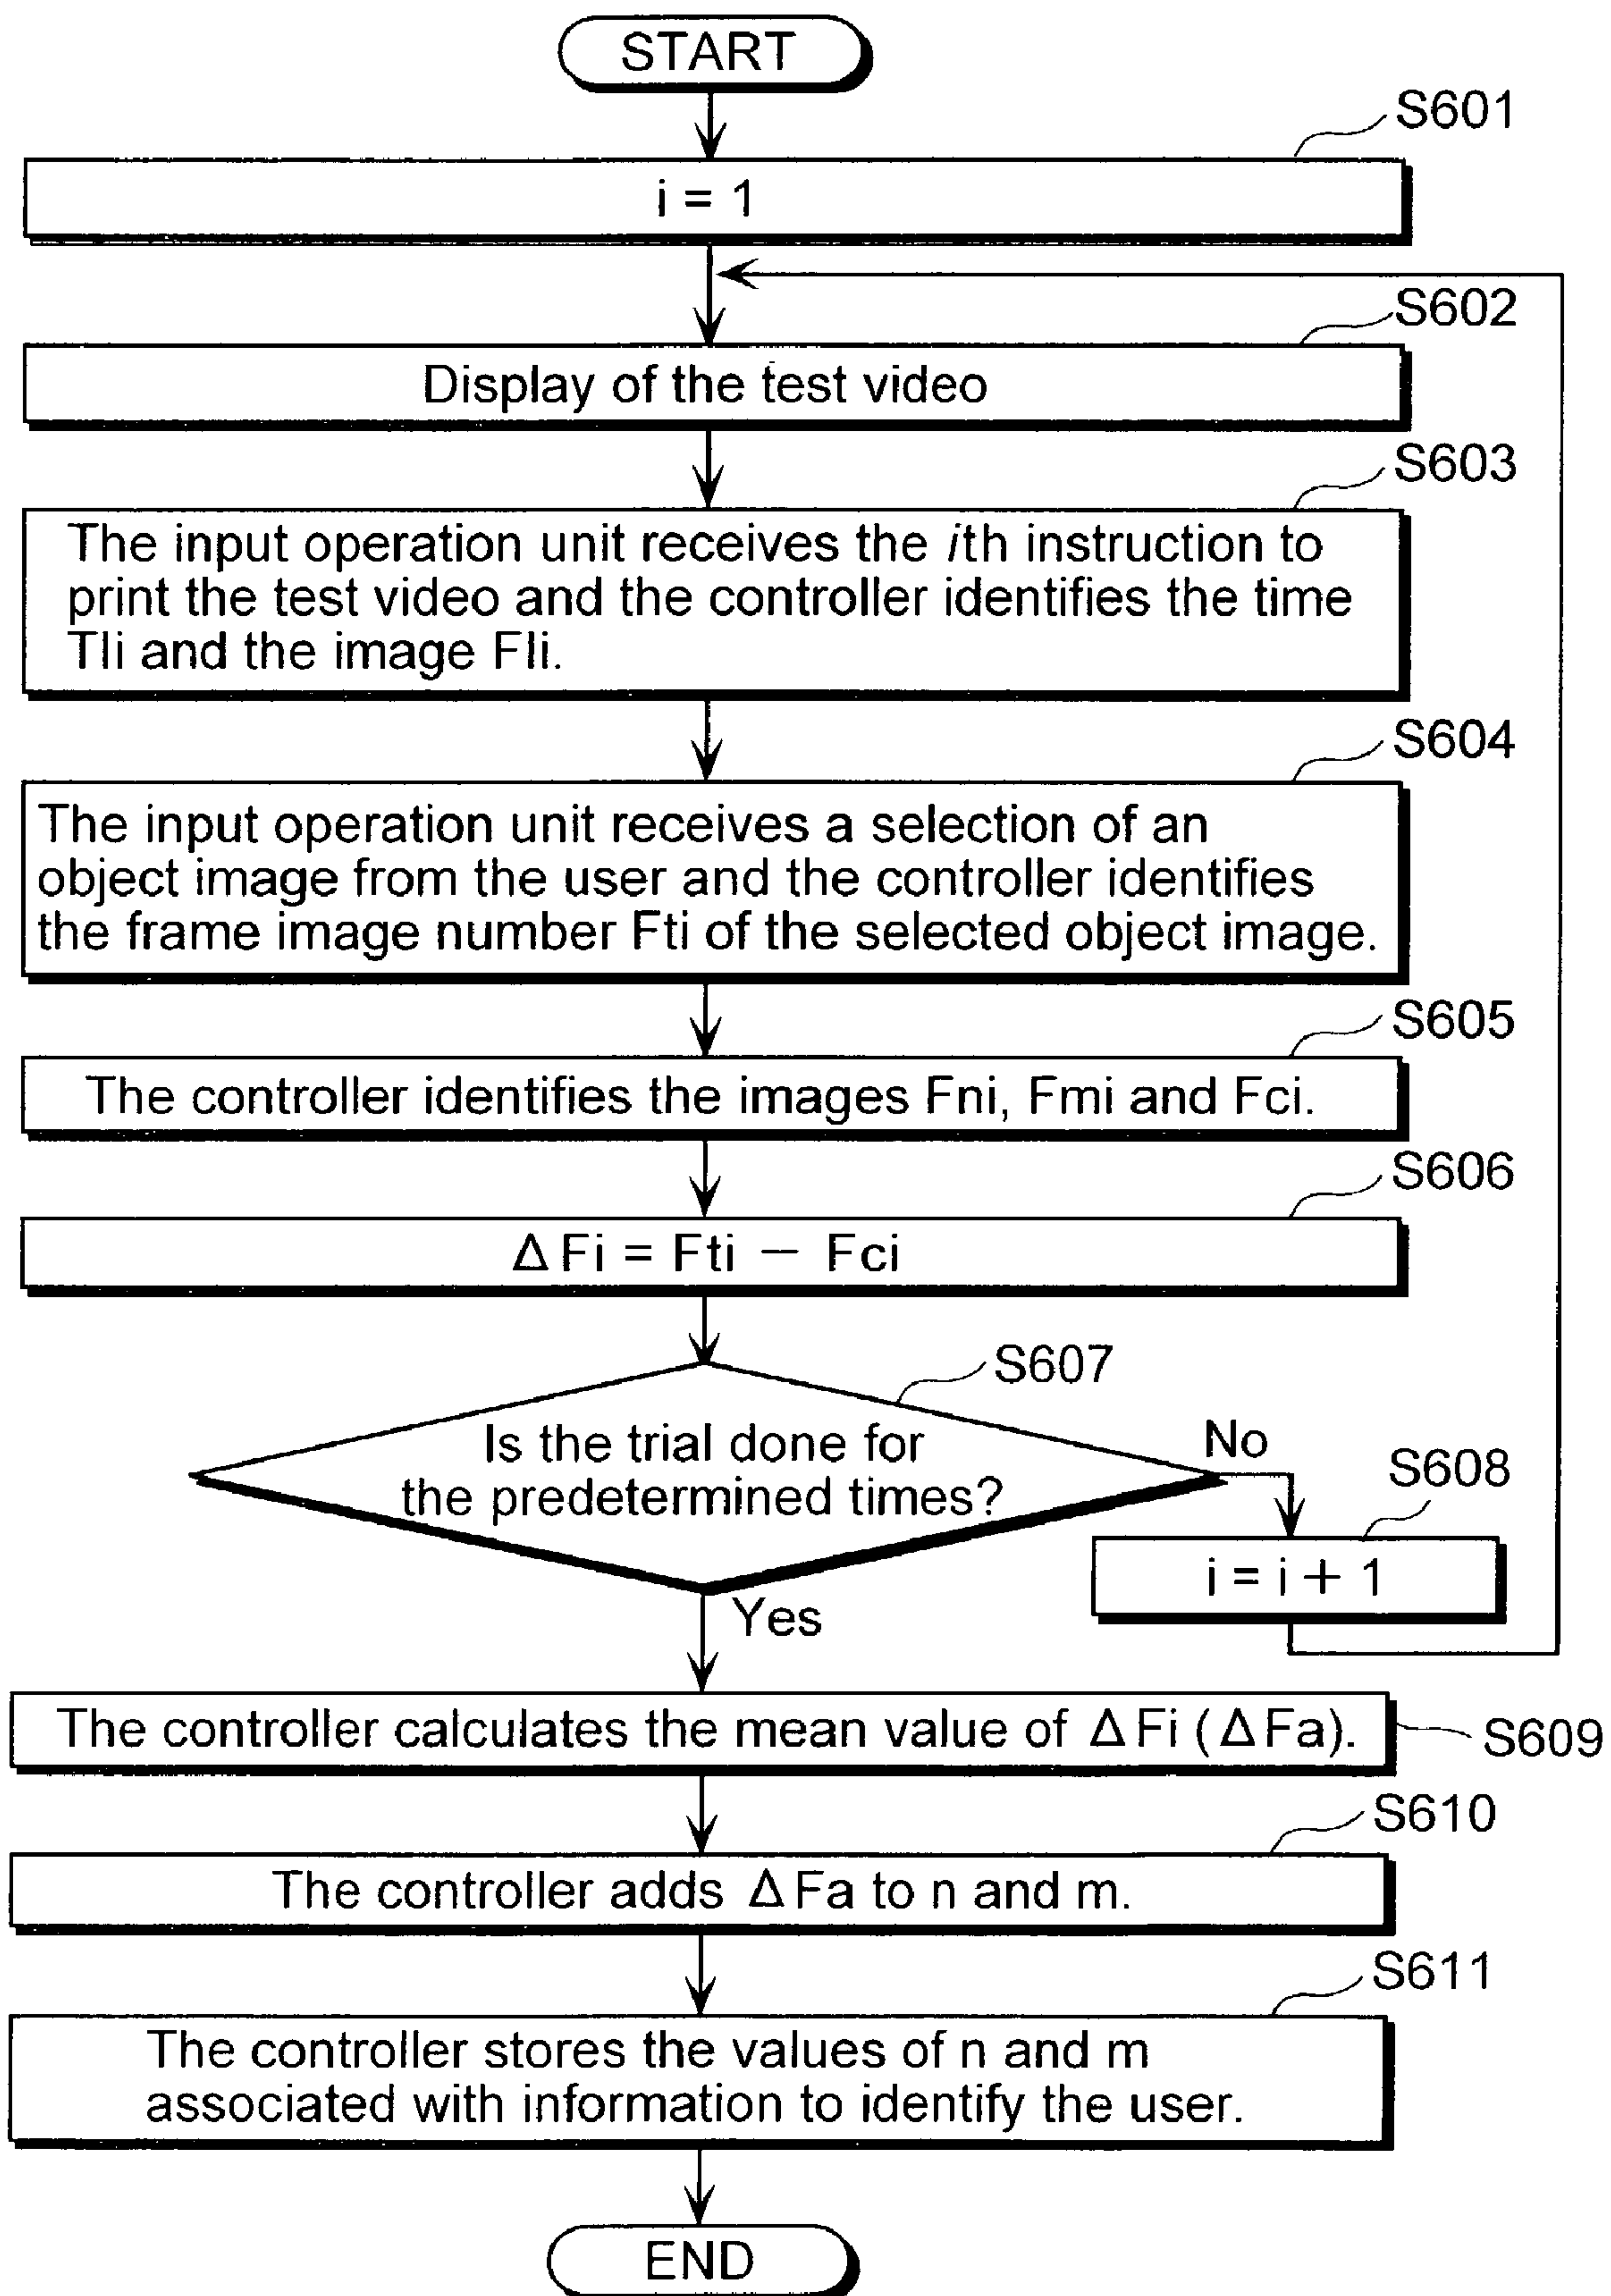 START
S601
i = 1
S602
Display of the test video
S603
The input operation unit receives the ith instruction to
print the test video and the controller identifies the time
TIi and the image FIi.
S604
The input operation unit receives a selection of an
object image from the user and the controller identifies
the frame image number Fti of the selected object image.
S605
The controller identifies the images Fni, Fmi and Fci.
S606
Δ Fi = Fti − Fci
S607
Is the trial done for
the predetermined times?
No
S608
i = i + 1
Yes
The controller calculates the mean value of Δ Fi ( Δ Fa).
S609
S610
The controller adds Δ Fa to n and m.
S611
The controller stores the values of n and m
associated with information to identify the user.
END